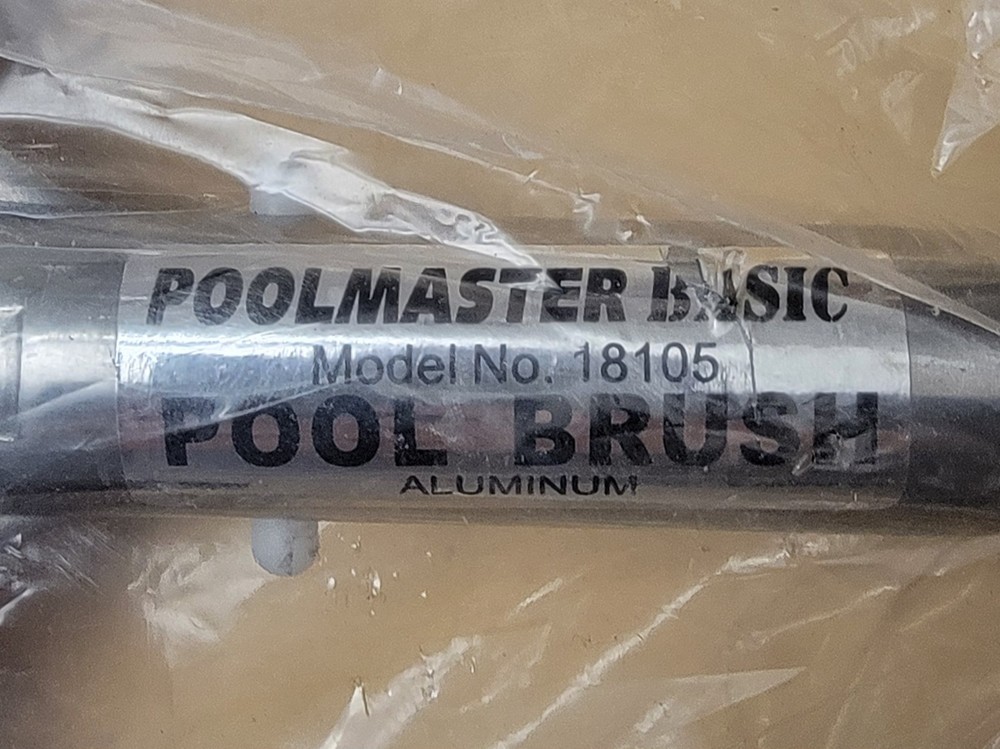 POOLMASTER BASIC
Model No. 18105
POOL BRUSH
ALUMINUM